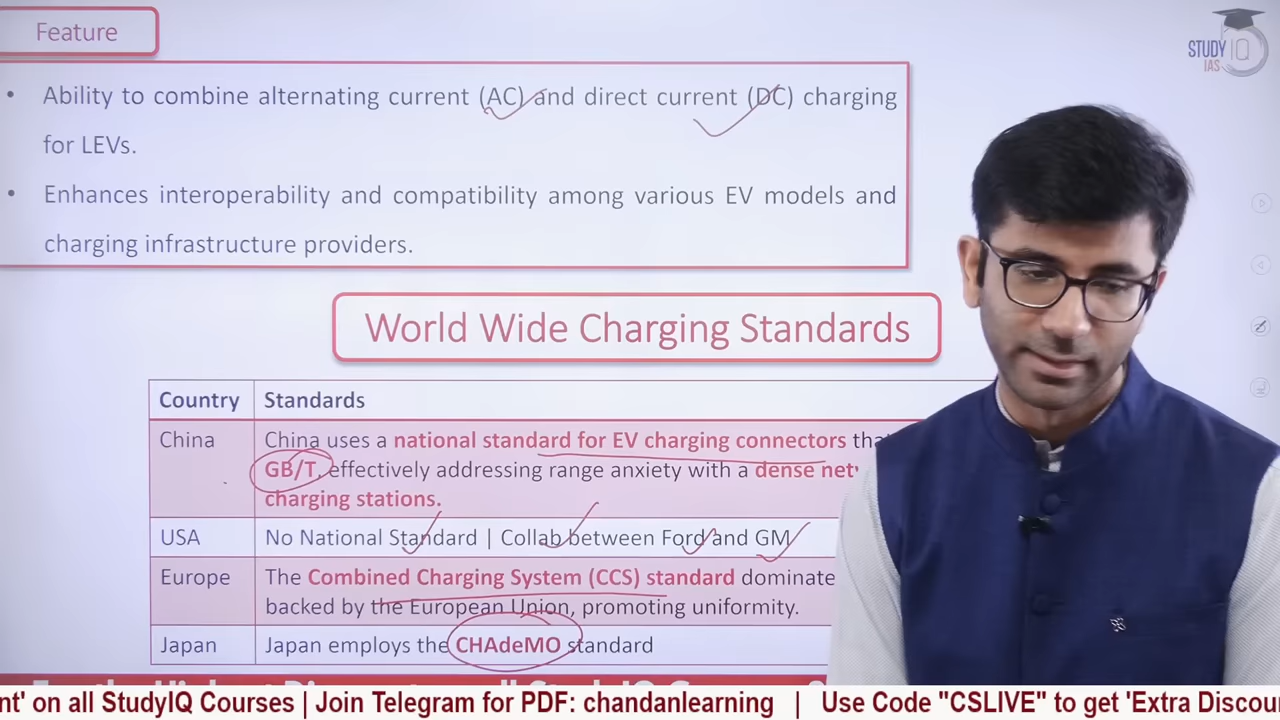 Feature
STUDY IQ
IAS
• Ability to combine alternating current (AC) and direct current (DC) charging
for LEVs.
• Enhances interoperability and compatibility among various EV models and
charging infrastructure providers.
World Wide Charging Standards
Country Standards
China China uses a national standard for EV charging connectors
GB/T, effectively addressing range anxiety with a dense
charging stations.
USA No National Standard | Collab between Ford and GM
Europe The Combined Charging System (CCS) standard
backed by the European Union, promoting uniformity.
Japan Japan employs the CHAdeMO standard
on all StudyIQ Courses | Join Telegram for PDF: chandanlearning | Use Code "CSLIVE" to get 'Extra